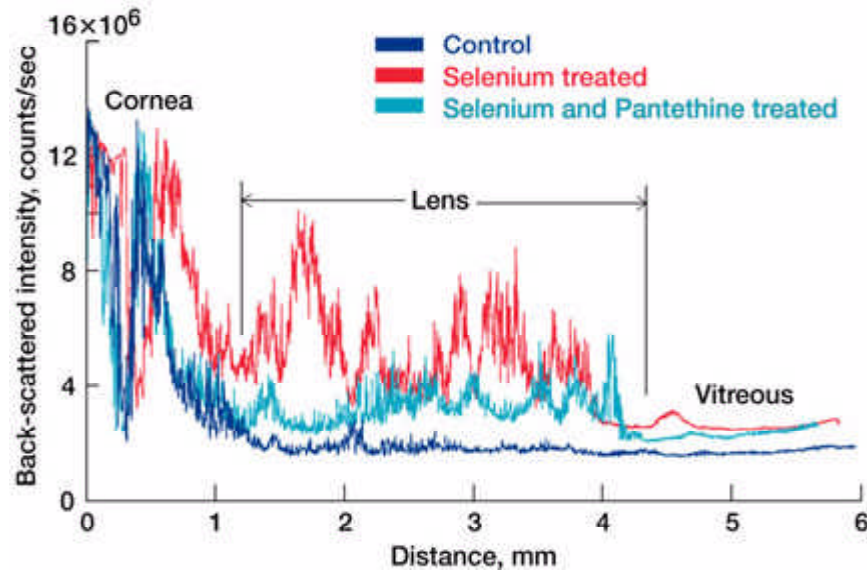 16×10⁶
12
8
4
0
Back-scattered intensity, counts/sec
Control
Selenium treated
Selenium and Pantethine treated
Cornea
Lens
Vitreous
0 1 2 3 4 5 6
Distance, mm